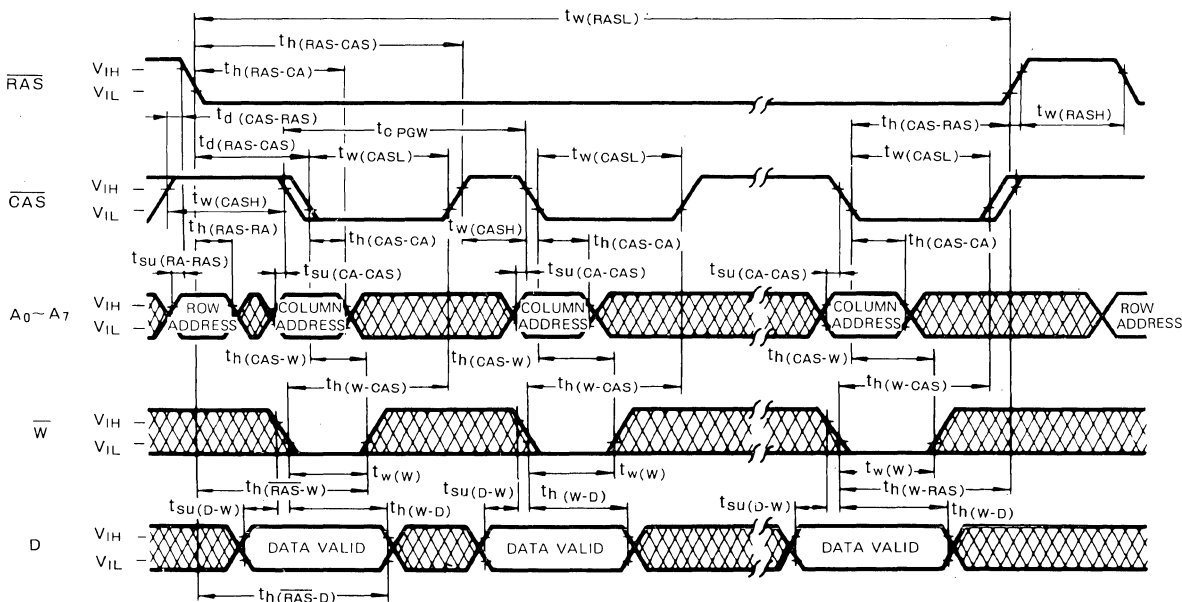 tw(RASL)
th(RAS-CAS)
th(RAS-CA)
RAS
VIH
VIL
td (CAS-RAS)
tC PGW
th(CAS-RAS)
tw(RASH)
td(RAS-CAS)
tw(CASL)
tw(CASL)
tw(CASL)
CAS
VIH
VIL
tw(CASH)
th(RAS-RA)
tw(CASH)
th(CAS-CA)
th(CAS-CA)
th(CAS-CA)
tsu(RA-RAS)
tsu(CA-CAS)
tsu(CA-CAS)
tsu(CA-CAS)
A0~A7
VIH
VIL
ROW ADDRESS
COLUMN ADDRESS
COLUMN ADDRESS
COLUMN ADDRESS
ROW ADDRESS
th(CAS-W)
th(CAS-W)
th(CAS-W)
th(W-CAS)
th(W-CAS)
th(W-CAS)
W
VIH
VIL
tw(W)
tw(W)
tw(W)
th(RAS-W)
tsu(D-W)
th(W-D)
tsu(D-W)
th(W-D)
tsu(D-W)
th(W-RAS)
th(W-D)
D
VIH
VIL
DATA VALID
DATA VALID
DATA VALID
th(RAS-D)